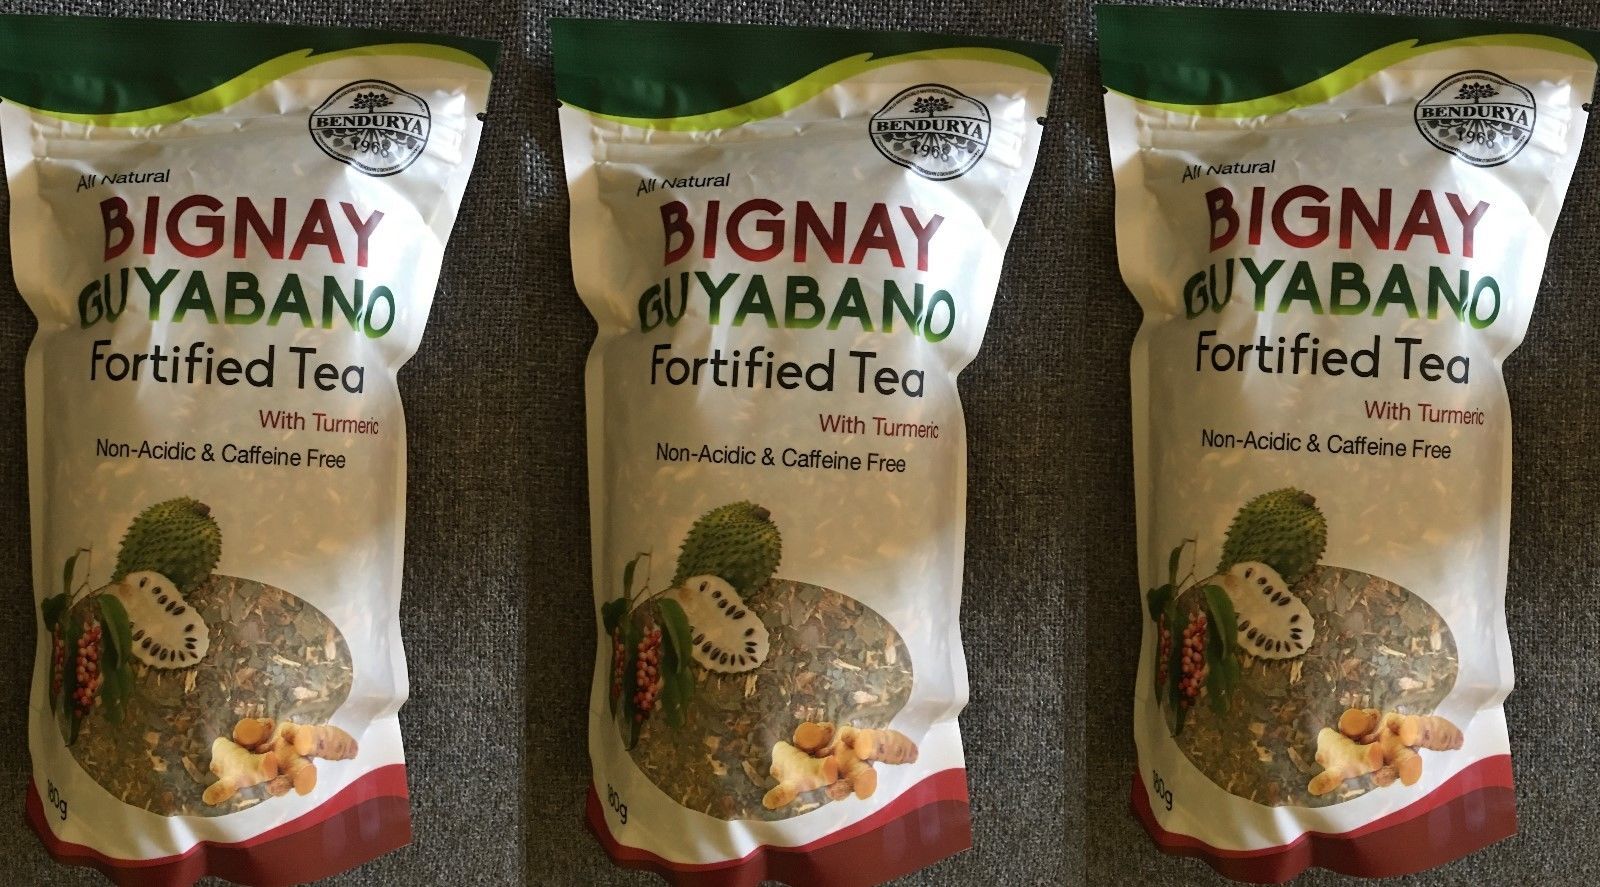 BENDURYA
1968
All Natural
BIGNAY
GUYABANO
Fortified Tea
With Turmeric
Non-Acidic & Caffeine Free
180g
BENDURYA
1968
All Natural
BIGNAY
GUYABANO
Fortified Tea
With Turmeric
Non-Acidic & Caffeine Free
180g
BENDURYA
1968
All Natural
BIGNAY
GUYABANO
Fortified Tea
With Turmeric
Non-Acidic & Caffeine Free
180g